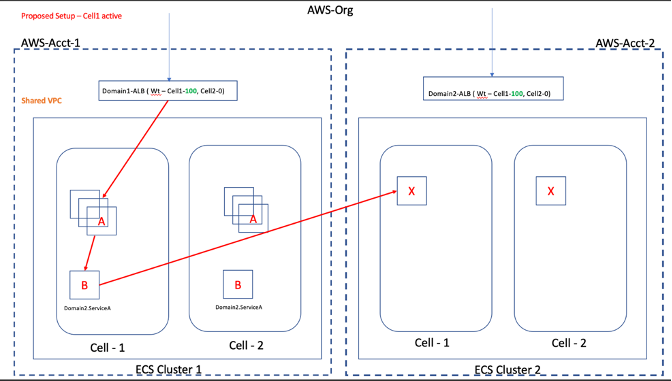 AWS-Org
Proposed Setup – Cell1 active
AWS-Acct-1
AWS-Acct-2
Domain1-ALB ( Wt – Cell1-100, Cell2-0)
Domain2-ALB ( Wt – Cell1-100, Cell2-0)
Shared VPC
A
A
X
X
B
B
Domain2.ServiceA
Domain2.ServiceA
Cell - 1
Cell - 2
Cell - 1
Cell - 2
ECS Cluster 1
ECS Cluster 2